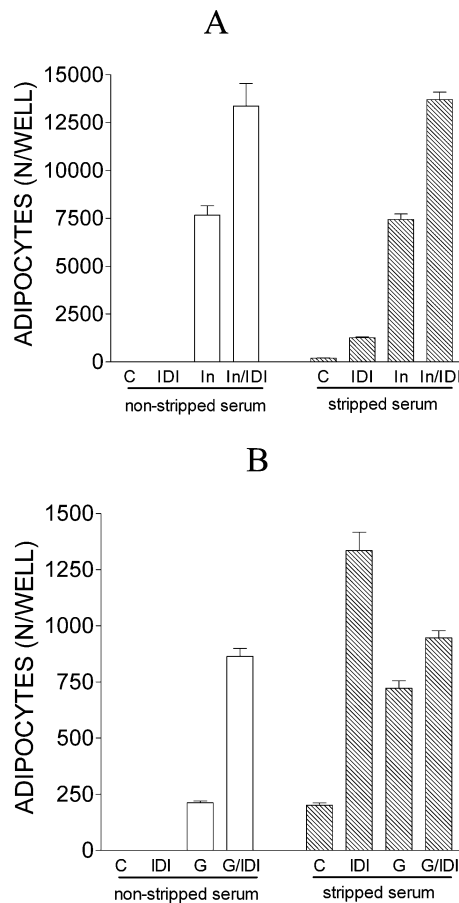 A
ADIPOCYTES (N/WELL)
15000
12500
10000
7500
5000
2500
0
C IDI In In/IDI C IDI In In/IDI
non-stripped serum stripped serum
B
ADIPOCYTES (N/WELL)
1500
1250
1000
750
500
250
0
C IDI G G/IDI C IDI G G/IDI
non-stripped serum stripped serum